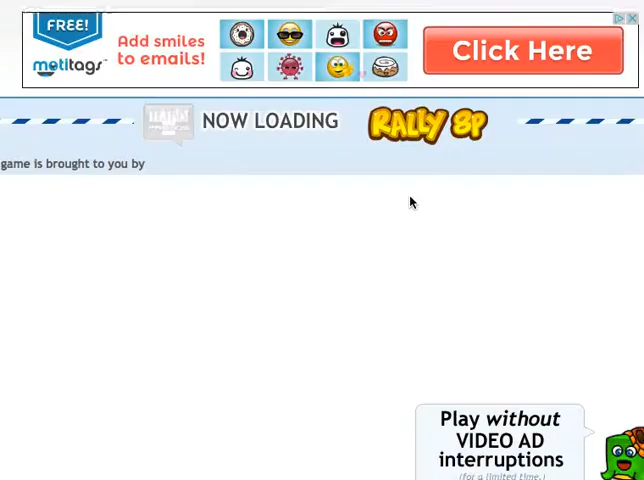 FREE!
motitags™
Add smiles
to emails!
Click Here
NOW LOADING
RALLY 8P
game is brought to you by
Play without
VIDEO AD
interruptions
(for a limited time.)